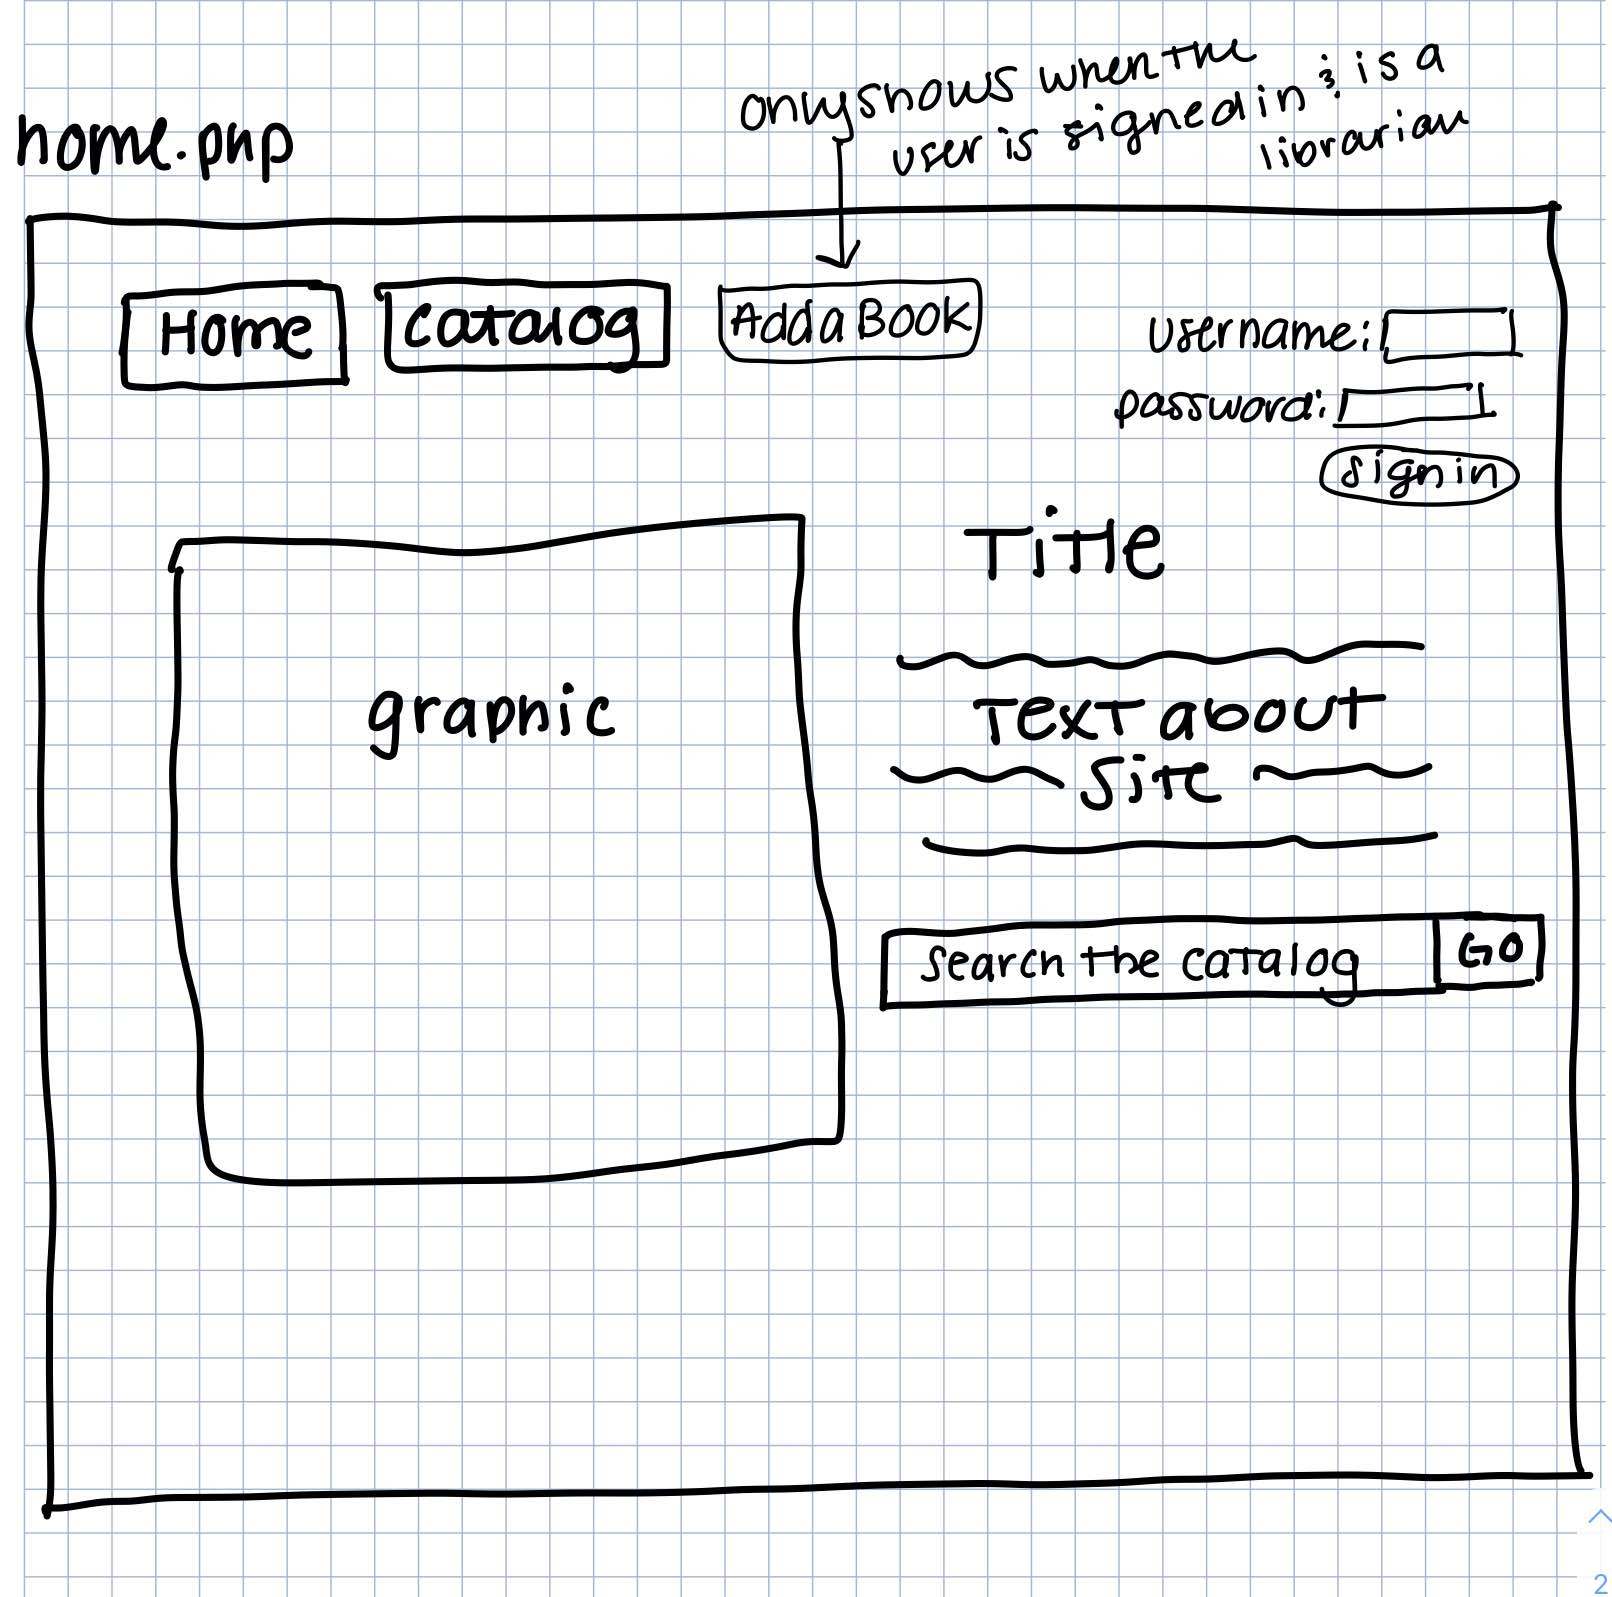 only shows when the
user is signed in & is a
librarian
home.php
Home
Catalog
Add a Book
username:
password:
sign in
Title
graphic
Text about
site
search the catalog
GO
2